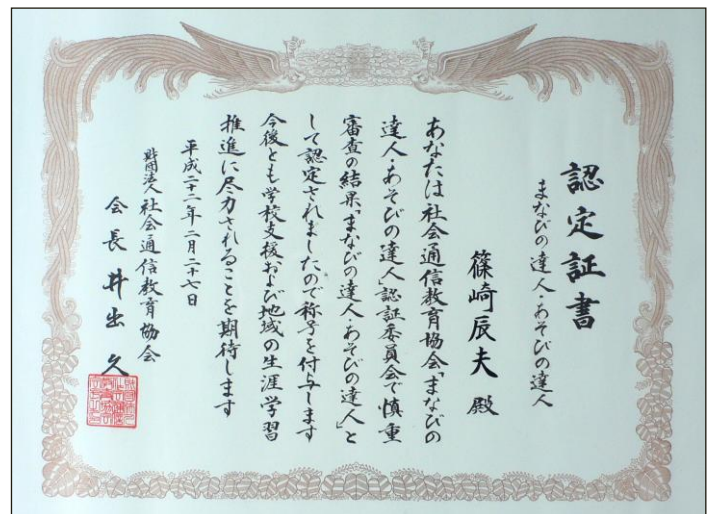 認定証書
まなびの達人・あそびの達人
篠崎辰夫 殿
あなたは社会通信教育協会「まなびの
達人・あそびの達人」認証委員会で慎重
審査の結果「まなびの達人・あそびの達人」と
して認定されましたので称号を付与します
今後とも学校支援および地域の生涯学習
推進に尽力されることを期待します
平成二十二年二月二十七日
財団法人 社会通信教育協会
会長 井出 久